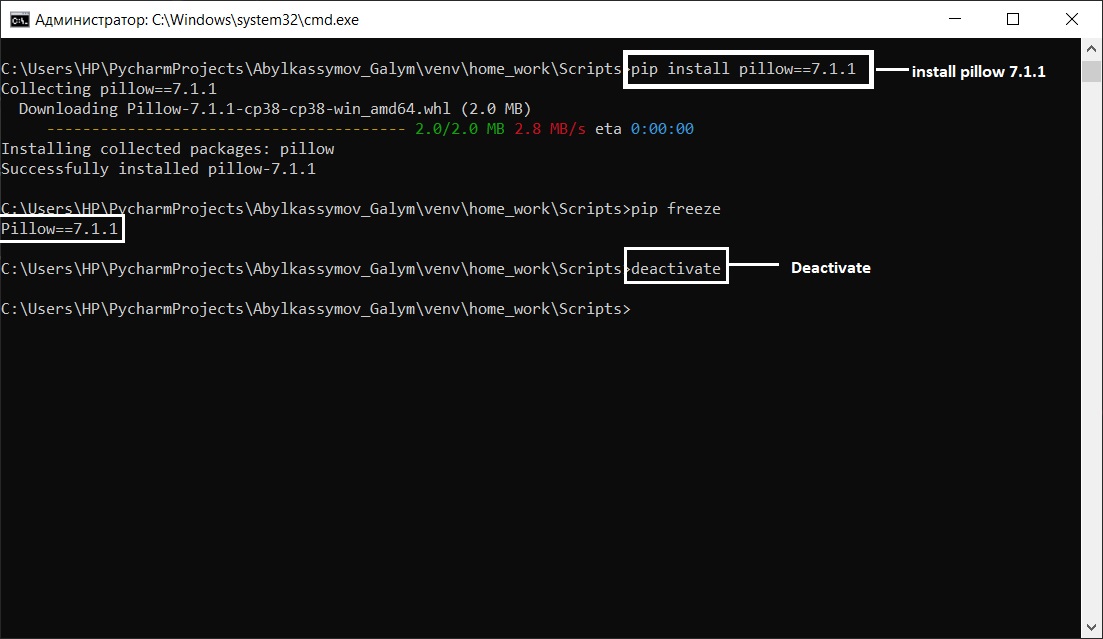 Администратор: C:\Windows\system32\cmd.exe
C:\Users\HP\PycharmProjects\Abylkassymov_Galym\venv\home_work\Scripts>pip install pillow==7.1.1
install pillow 7.1.1
Collecting pillow==7.1.1
Downloading Pillow-7.1.1-cp38-cp38-win_amd64.whl (2.0 MB)
---------------------------------------- 2.0/2.0 MB 2.8 MB/s eta 0:00:00
Installing collected packages: pillow
Successfully installed pillow-7.1.1
C:\Users\HP\PycharmProjects\Abylkassymov_Galym\venv\home_work\Scripts>pip freeze
Pillow==7.1.1
C:\Users\HP\PycharmProjects\Abylkassymov_Galym\venv\home_work\Scripts>deactivate
Deactivate
C:\Users\HP\PycharmProjects\Abylkassymov_Galym\venv\home_work\Scripts>